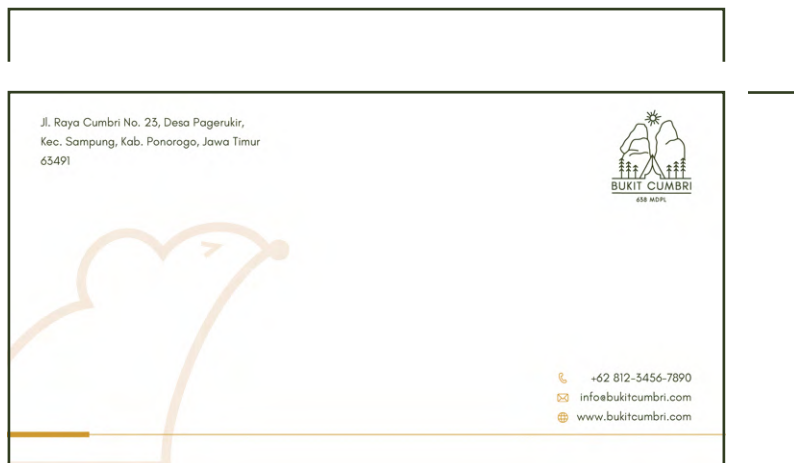 Jl. Raya Cumbri No. 23, Desa Pagerukir,
Kec. Sampung, Kab. Ponorogo, Jawa Timur
63491
BUKIT CUMBRI
658 MDPL
+62 812-3456-7890
info@bukitcumbri.com
www.bukitcumbri.com